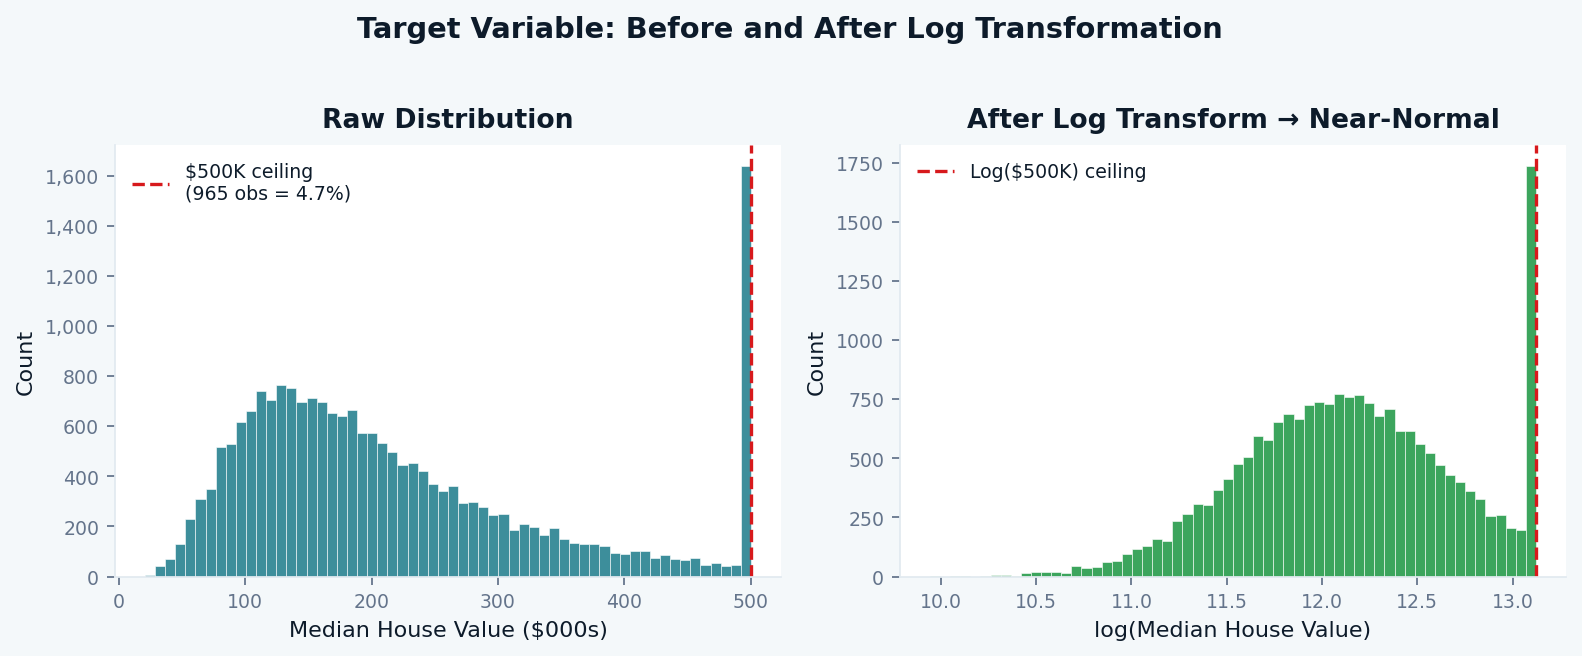 Target Variable: Before and After Log Transformation
Raw Distribution
$500K ceiling
(965 obs = 4.7%)
1,600
1,400
1,200
1,000
800
600
400
200
0
Count
0 100 200 300 400 500
Median House Value ($000s)
After Log Transform → Near-Normal
Log($500K) ceiling
1750
1500
1250
1000
750
500
250
0
Count
10.0 10.5 11.0 11.5 12.0 12.5 13.0
log(Median House Value)